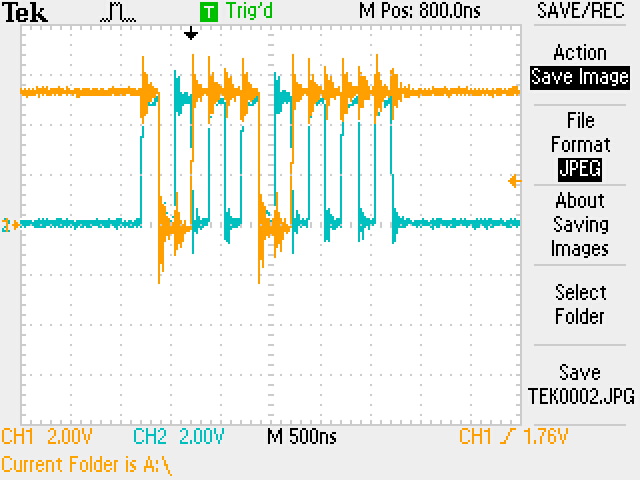 Tek T Trig'd M Pos: 800.0ns SAVE/REC
Action
Save Image
File
Format
JPEG
About
Saving
Images
2
Select
Folder
Save
TEK0002.JPG
CH1 2.00V CH2 2.00V M 500ns CH1 1.76V
Current Folder is A:\